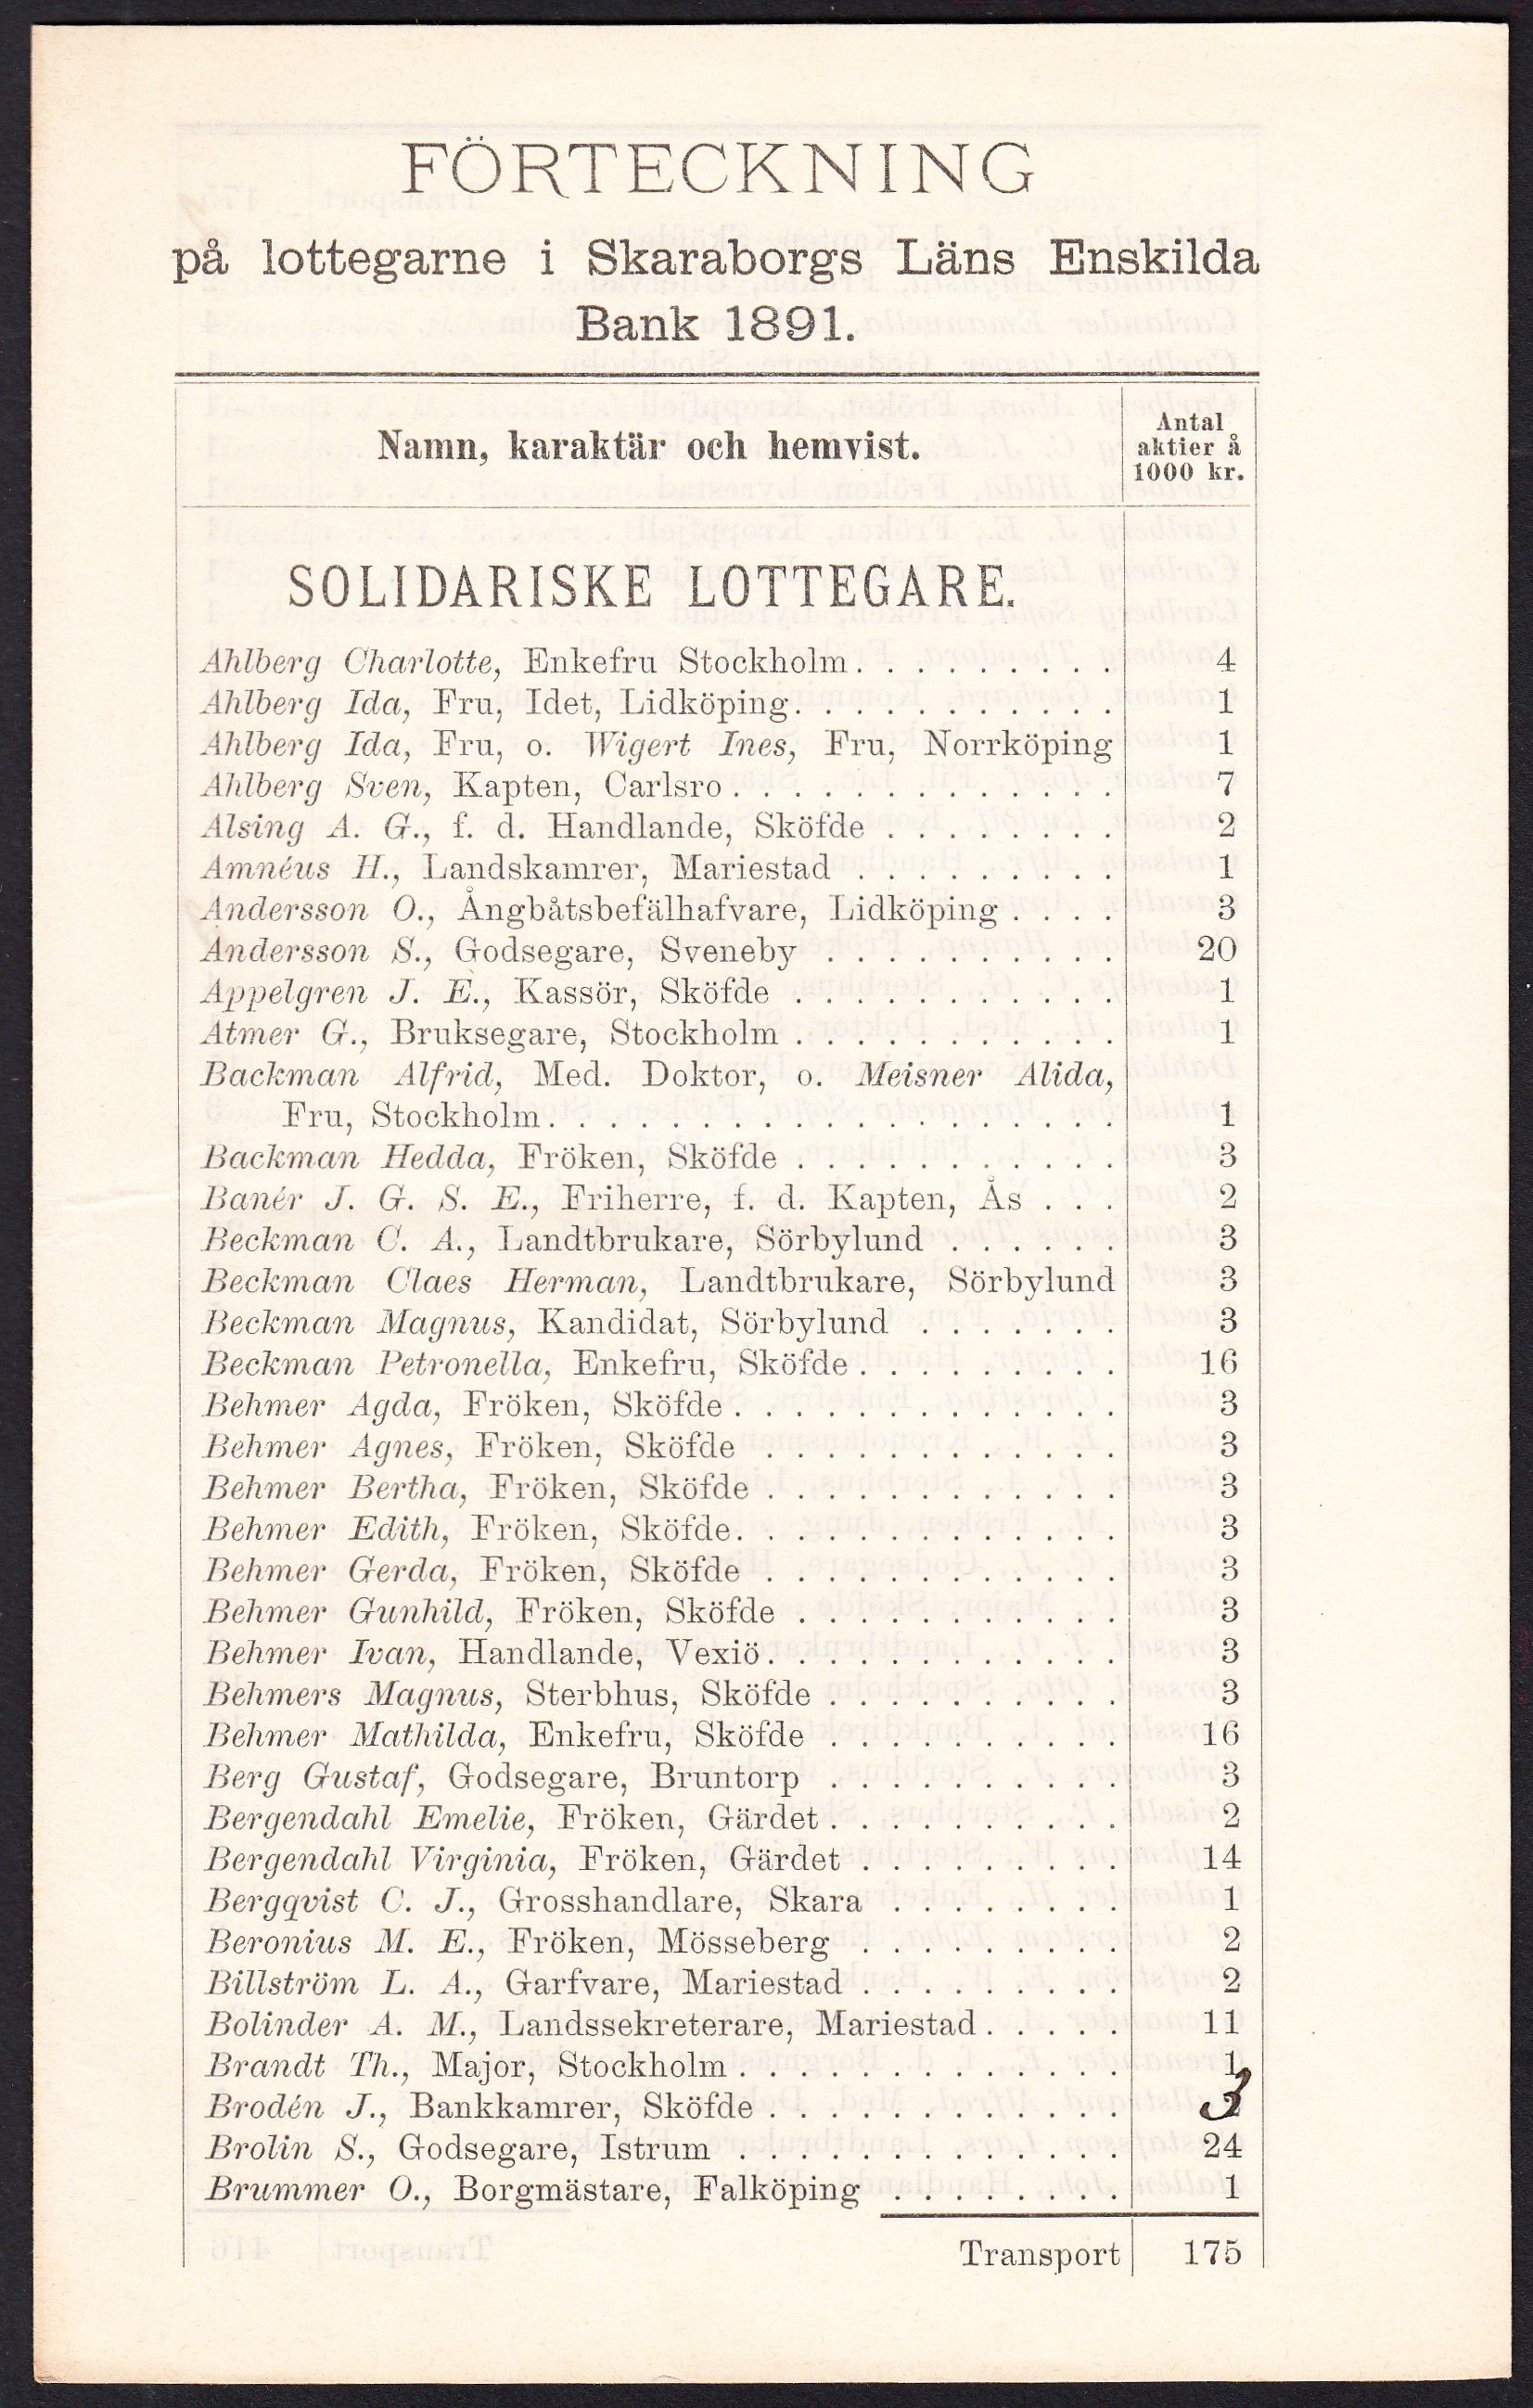 FÖRTECKNING
på lottegarne i Skaraborgs Läns Enskilda
Bank 1891.
Namn, karaktär och hemvist.
Antal
aktier å
1000 kr.
SOLIDARISKE LOTTEGARE.
Ahlberg Charlotte, Enkefru Stockholm. . . . . . . . . 4
Ahlberg Ida, Fru, Idet, Lidköping. . . . . . . . . . . 1
Ahlberg Ida, Fru, o. Wigert Ines, Fru, Norrköping 1
Ahlberg Sven, Kapten, Carlsro . . . . . . . . . . . . . 7
Alsing A. G., f. d. Handlande, Sköfde . . . . . . . . 2
Amnéus H., Landskamrer, Mariestad . . . . . . . . . 1
Andersson O., Ångbåtsbefälhafvare, Lidköping . . . . 3
Andersson S., Godsegare, Sveneby . . . . . . . . . . 20
Appelgren J. E., Kassör, Sköfde . . . . . . . . . . . 1
Atmer G., Bruksegare, Stockholm . . . . . . . . . . . 1
Backman Alfrid, Med. Doktor, o. Meisner Alida,
Fru, Stockholm. . . . . . . . . . . . . . . . . . . 1
Backman Hedda, Fröken, Sköfde . . . . . . . . . . . 3
Banér J. G. S. E., Friherre, f. d. Kapten, Ås . . . 2
Beckman C. A., Landtbrukare, Sörbylund . . . . . . 3
Beckman Claes Herman, Landtbrukare, Sörbylund 3
Beckman Magnus, Kandidat, Sörbylund . . . . . . . 3
Beckman Petronella, Enkefru, Sköfde . . . . . . . . . 16
Behmer Agda, Fröken, Sköfde . . . . . . . . . . . . . 3
Behmer Agnes, Fröken, Sköfde . . . . . . . . . . . . 3
Behmer Bertha, Fröken, Sköfde . . . . . . . . . . . . 3
Behmer Edith, Fröken, Sköfde. . . . . . . . . . . . . 3
Behmer Gerda, Fröken, Sköfde . . . . . . . . . . . . 3
Behmer Gunhild, Fröken, Sköfde . . . . . . . . . . . 3
Behmer Ivan, Handlande, Vexiö. . . . . . . . . . . . 3
Behmers Magnus, Sterbhus, Sköfde . . . . . . . . . . 3
Behmer Mathilda, Enkefru, Sköfde . . . . . . . . . . 16
Berg Gustaf, Godsegare, Bruntorp . . . . . . . . . . 3
Bergendahl Emelie, Fröken, Gärdet . . . . . . . . . . 2
Bergendahl Virginia, Fröken, Gärdet . . . . . . . . . 14
Bergqvist C. J., Grosshandlare, Skara . . . . . . . . 1
Beronius M. E., Fröken, Mösseberg . . . . . . . . . 2
Billström L. A., Garfvare, Mariestad . . . . . . . . . 2
Bolinder A. M., Landssekreterare, Mariestad . . . . . 11
Brandt Th., Major, Stockholm . . . . . . . . . . . . . 1
Brodén J., Bankkamrer, Sköfde . . . . . . . . . . . . 3
Brolin S., Godsegare, Istrum . . . . . . . . . . . . . 24
Brummer O., Borgmästare, Falköping . . . . . . . . 1
Transport 175